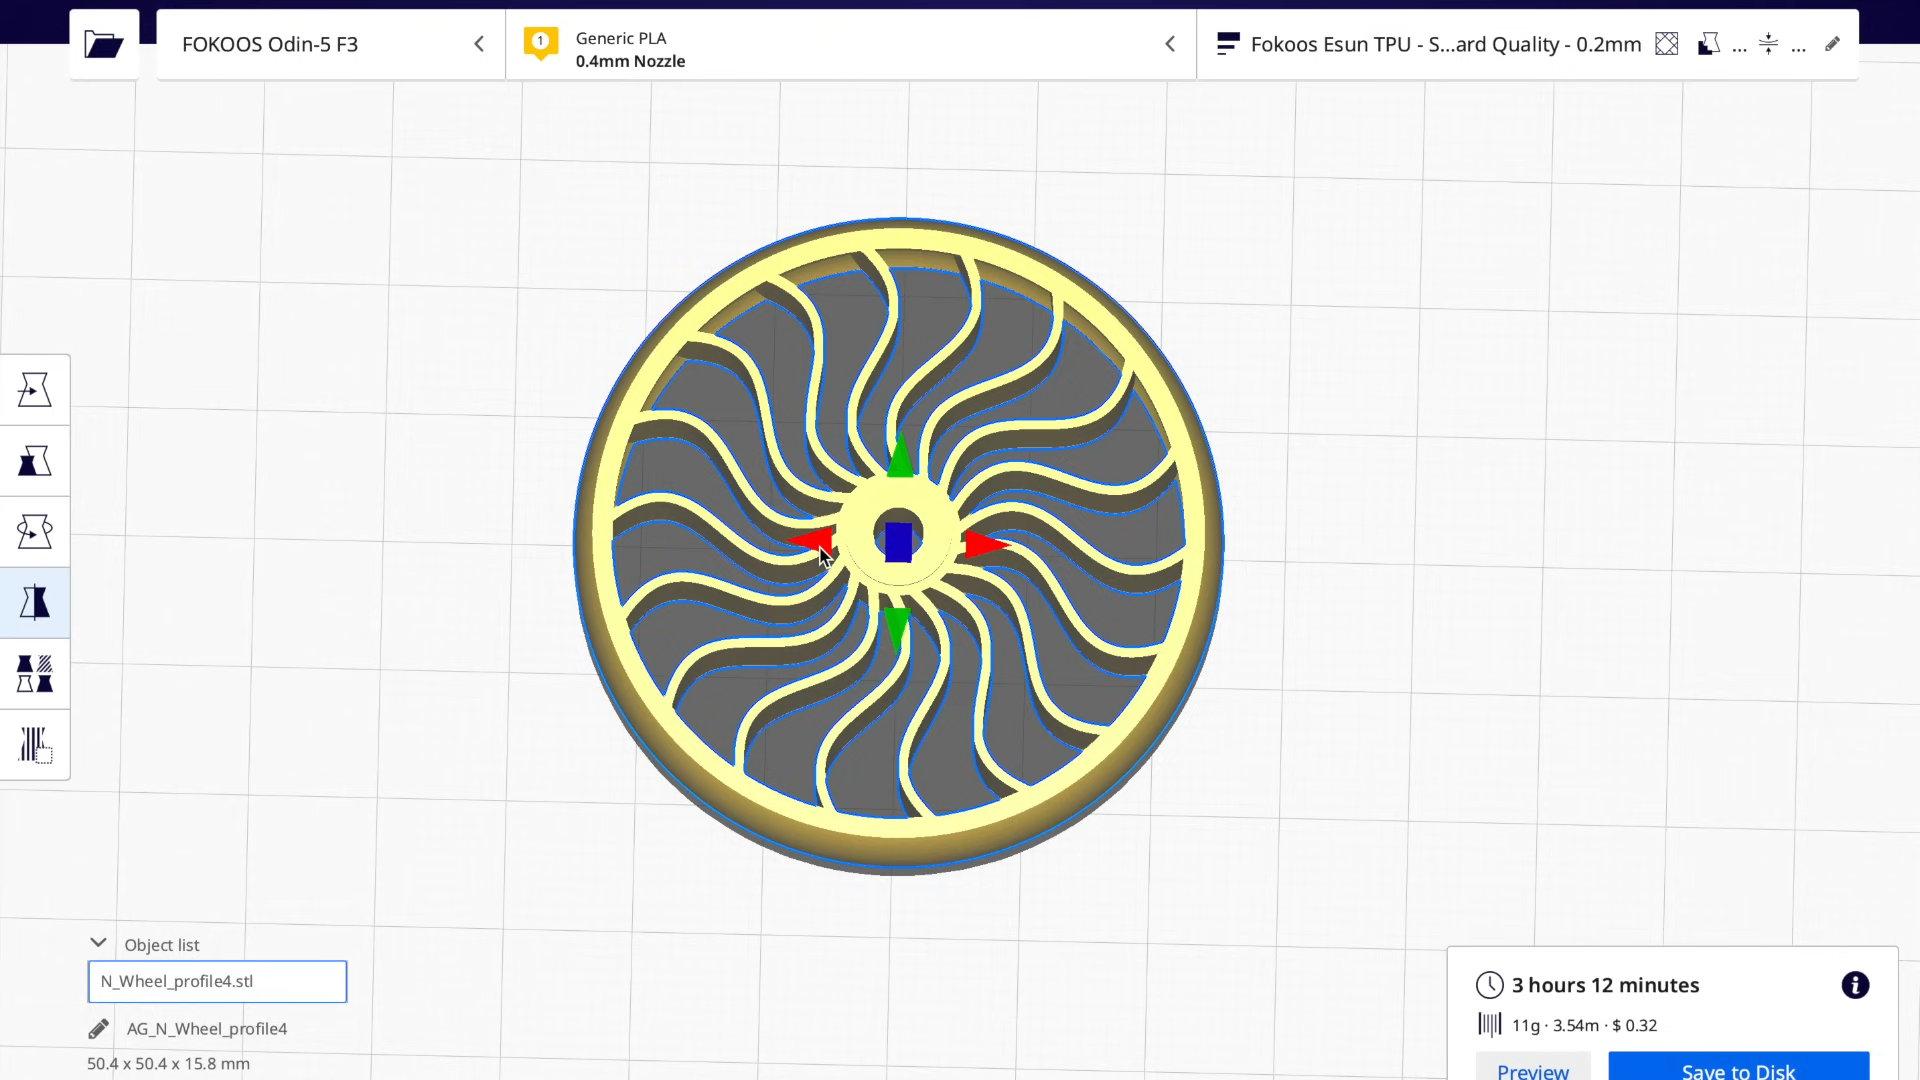 FOKOOS Odin-5 F3
1
Generic PLA
0.4mm Nozzle
Fokoos Esun TPU - S...ard Quality - 0.2mm
...
...
Object list
N_Wheel_profile4.stl
AG_N_Wheel_profile4
50.4 x 50.4 x 15.8 mm
3 hours 12 minutes
11g · 3.54m · $ 0.32
Preview
Save to Disk